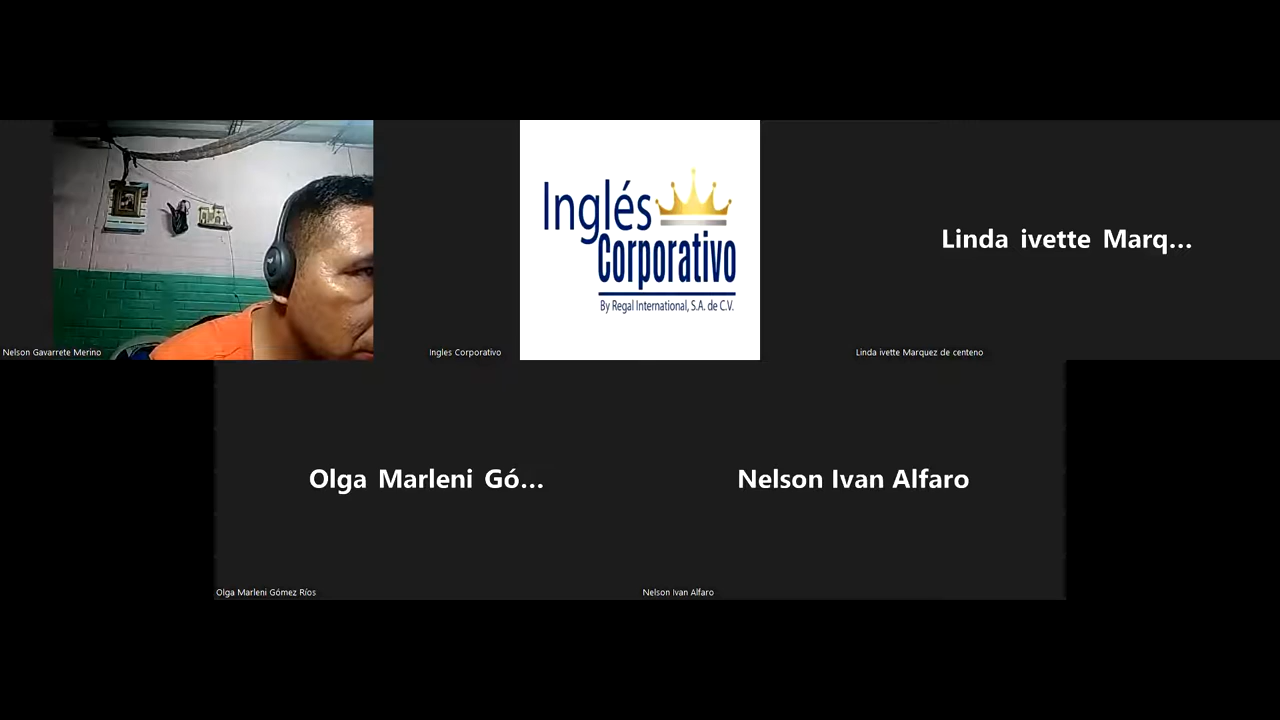 Inglés
Corporativo
By Regal International, S.A. de C.V.
Linda ivette Marq...
Nelson Gavarrete Merino
Ingles Corporativo
Linda ivette Marquez de centeno
Olga Marleni Gó...
Nelson Ivan Alfaro
Olga Marleni Gómez Ríos
Nelson Ivan Alfaro